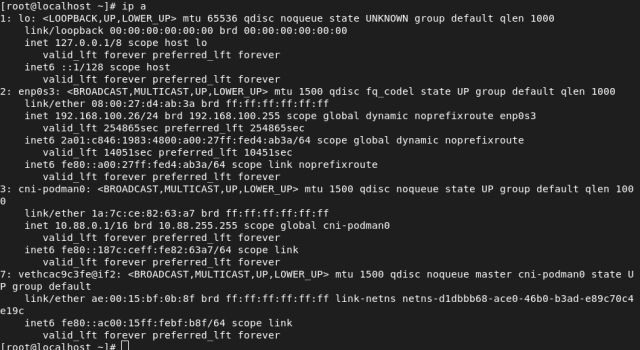 [root@localhost ~]# ip a
1: lo: <LOOPBACK,UP,LOWER_UP> mtu 65536 qdisc noqueue state UNKNOWN group default qlen 1000
    link/loopback 00:00:00:00:00:00 brd 00:00:00:00:00:00
    inet 127.0.0.1/8 scope host lo
       valid_lft forever preferred_lft forever
    inet6 ::1/128 scope host
       valid_lft forever preferred_lft forever
2: enp0s3: <BROADCAST,MULTICAST,UP,LOWER_UP> mtu 1500 qdisc fq_codel state UP group default qlen 1000
    link/ether 08:00:27:d4:ab:3a brd ff:ff:ff:ff:ff:ff
    inet 192.168.100.26/24 brd 192.168.100.255 scope global dynamic noprefixroute enp0s3
       valid_lft 254865sec preferred_lft 254865sec
    inet6 2a01:c846:1983:4800:a00:27ff:fed4:ab3a/64 scope global dynamic noprefixroute
       valid_lft 14051sec preferred_lft 10451sec
    inet6 fe80::a00:27ff:fed4:ab3a/64 scope link noprefixroute
       valid_lft forever preferred_lft forever
3: cni-podman0: <BROADCAST,MULTICAST,UP,LOWER_UP> mtu 1500 qdisc noqueue state UP group default qlen 100
0
    link/ether 1a:7c:ce:82:63:a7 brd ff:ff:ff:ff:ff:ff
    inet 10.88.0.1/16 brd 10.88.255.255 scope global cni-podman0
       valid_lft forever preferred_lft forever
    inet6 fe80::187c:ceff:fe82:63a7/64 scope link
       valid_lft forever preferred_lft forever
7: vethcac9c3fe@if2: <BROADCAST,MULTICAST,UP,LOWER_UP> mtu 1500 qdisc noqueue master cni-podman0 state U
P group default
    link/ether ae:00:15:bf:0b:8f brd ff:ff:ff:ff:ff:ff link-netns netns-d1dbbb68-ace0-46b0-b3ad-e89c70c4
e19c
    inet6 fe80::ac00:15ff:febf:b8f/64 scope link
       valid_lft forever preferred_lft forever
[root@localhost ~]#